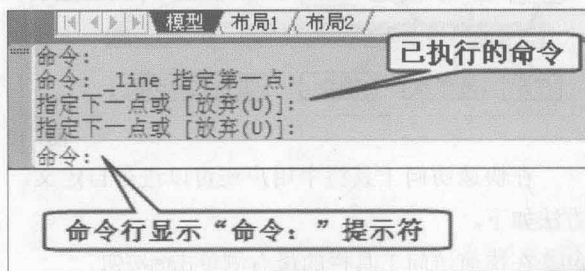 模型 布局1 布局2
命令:
命令: _line 指定第一点:
指定下一点或 [放弃(U)]:
指定下一点或 [放弃(U)]:
命令:
已执行的命令
命令行显示“命令：”提示符